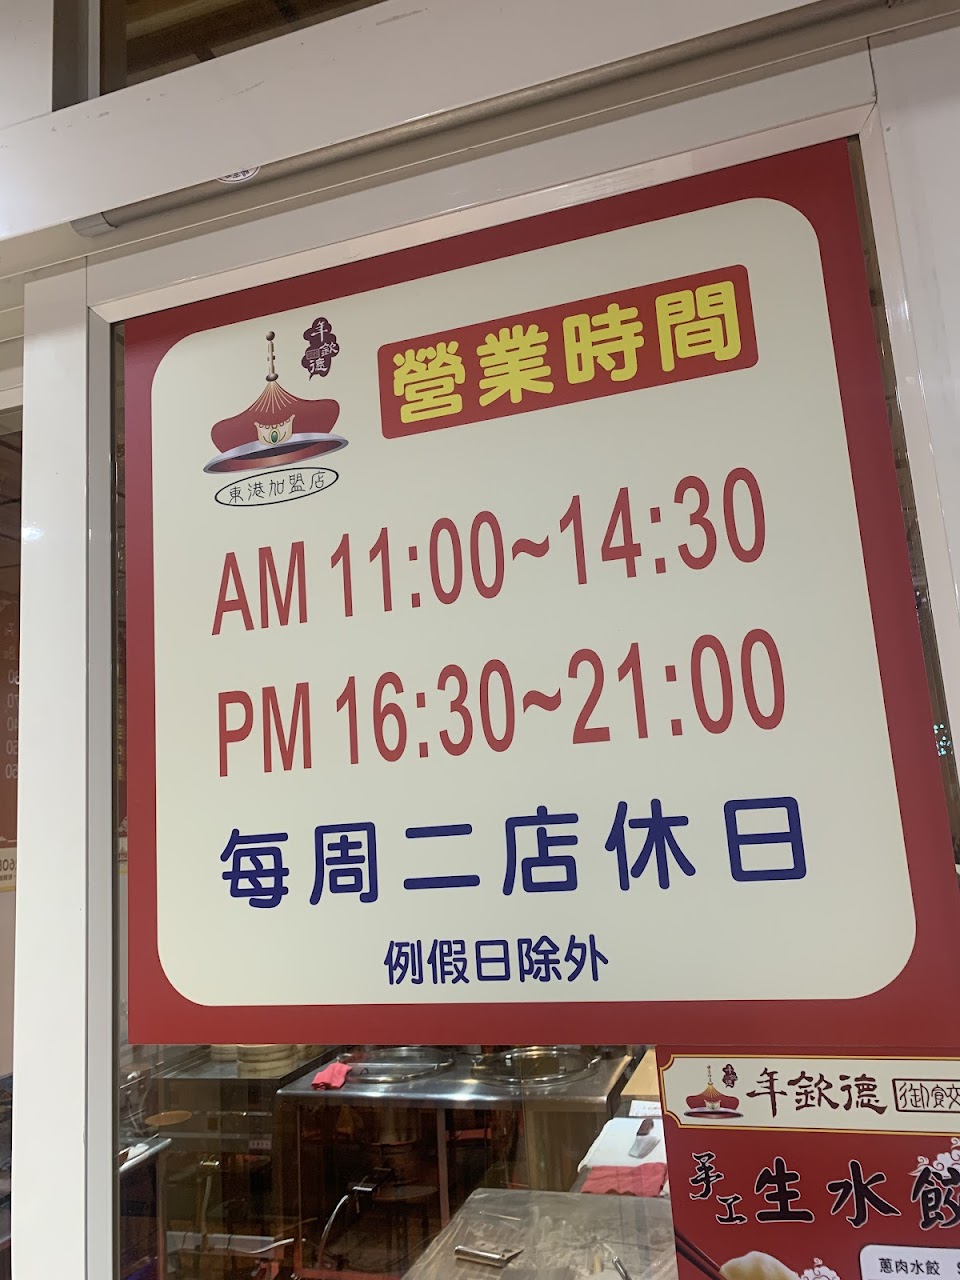 年欽德
營業時間
東港加盟店
AM 11:00~14:30
PM 16:30~21:00
每周二店休日
例假日除外
年欽德 御餃
手工生水餃
蔥肉水餃